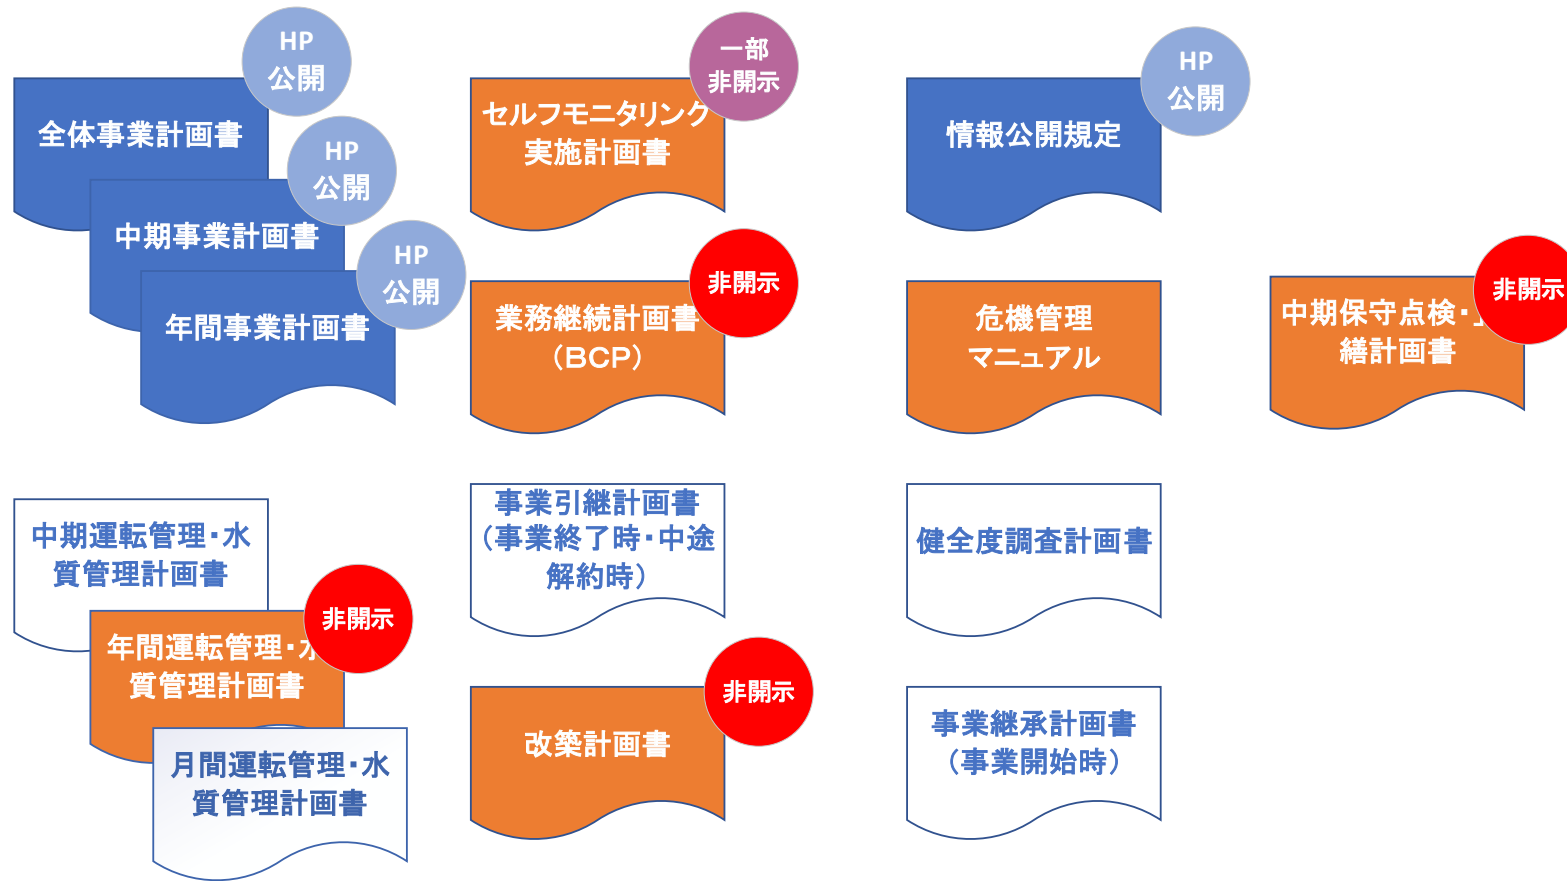 HP
公開
全体事業計画書
HP
公開
中期事業計画書
HP
公開
年間事業計画書
一部
非開示
セルフモニタリング
実施計画書
HP
公開
情報公開規定
非開示
業務継続計画書
（ＢＣＰ）
危機管理
マニュアル
非開示
中期保守点検・
繕計画書
中期運転管理・水
質管理計画書
非開示
年間運転管理・水
質管理計画書
月間運転管理・水
質管理計画書
事業引継計画書
（事業終了時・中途
解約時）
健全度調査計画書
非開示
改築計画書
事業継承計画書
（事業開始時）